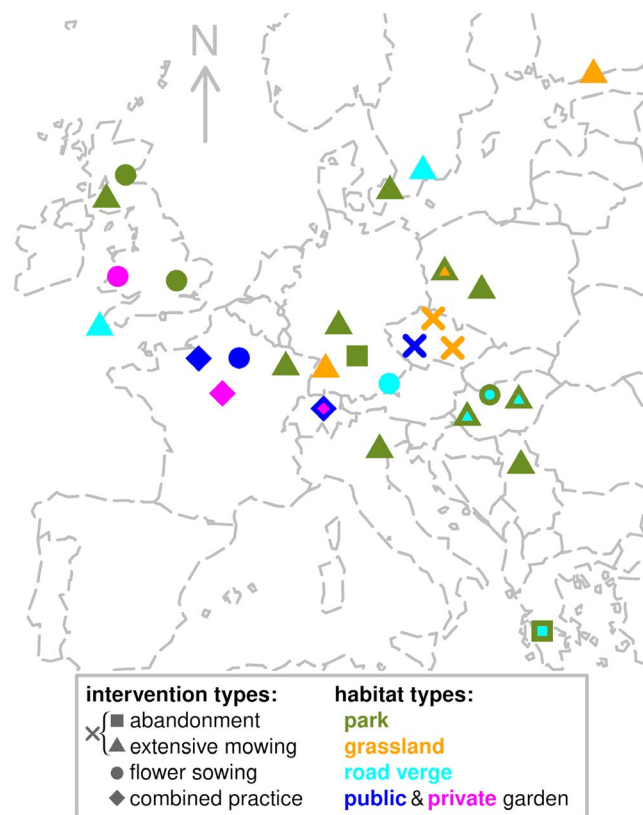 N
intervention types:
abandonment
extensive mowing
flower sowing
combined practice
habitat types:
park
grassland
road verge
public & private garden